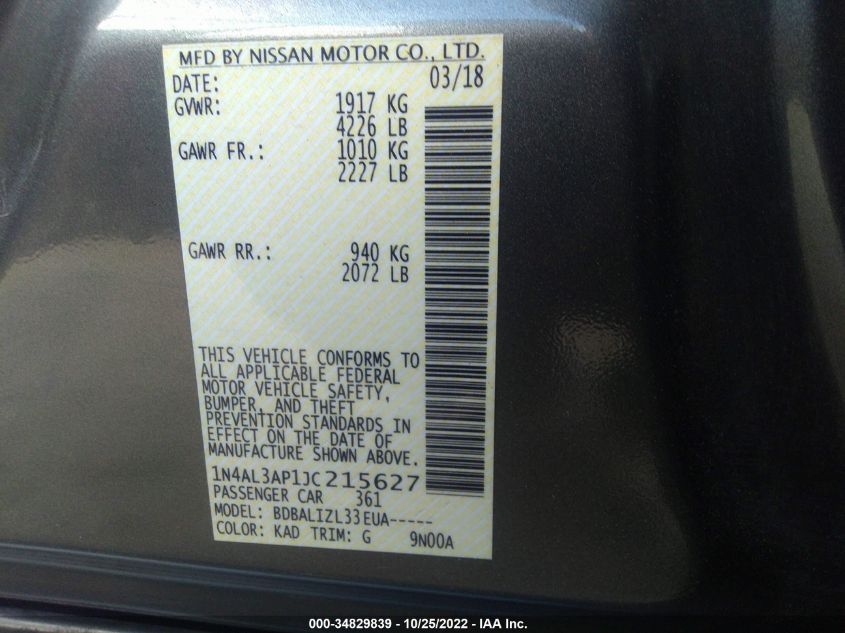 MFD BY NISSAN MOTOR CO., LTD.
DATE: 03/18
GVWR: 1917 KG
4226 LB
GAWR FR.: 1010 KG
2227 LB
GAWR RR.: 940 KG
2072 LB
THIS VEHICLE CONFORMS TO
ALL APPLICABLE FEDERAL
MOTOR VEHICLE SAFETY,
BUMPER, AND THEFT
PREVENTION STANDARDS IN
EFFECT ON THE DATE OF
MANUFACTURE SHOWN ABOVE.
1N4AL3AP1JC215627
PASSENGER CAR 361
MODEL: BDBALIZL33EUA-----
COLOR: KAD TRIM: G 9N00A
000-34829839 - 10/25/2022 - IAA Inc.